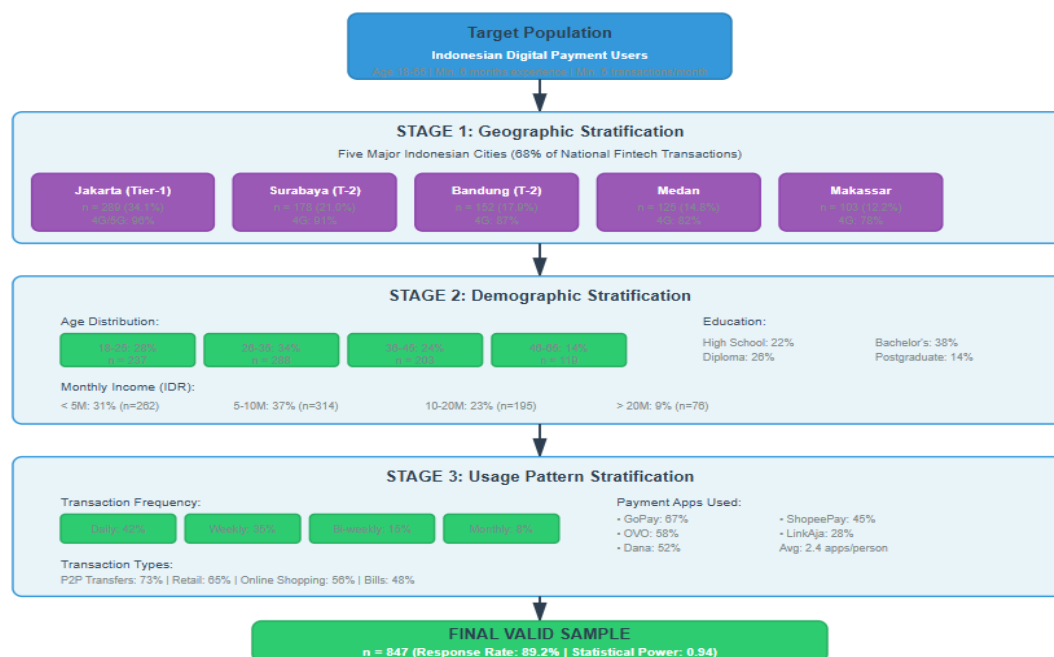 Target Population
Indonesian Digital Payment Users
Age 18-55 | Min. 6 months experience | Min. 5 transactions/month
STAGE 1: Geographic Stratification
Five Major Indonesian Cities (68% of National Fintech Transactions)
Jakarta (Tier-1) Surabaya (T-2) Bandung (T-2) Medan Makassar
n = 289 (34.1%) n = 178 (21.0%) n = 152 (17.9%) n = 125 (14.8%) n = 103 (12.2%)
4G/5G: 96% 4G: 91% 4G: 87% 4G: 82% 4G: 78%
STAGE 2: Demographic Stratification
Age Distribution: Education:
18-25: 28% 26-35: 34% 36-45: 24% 46-55: 14%
n = 237 n = 288 n = 203 n = 119
High School: 22% Bachelor's: 38%
Diploma: 26% Postgraduate: 14%
Monthly Income (IDR):
< 5M: 31% (n=262) 5-10M: 37% (n=314) 10-20M: 23% (n=195) > 20M: 9% (n=76)
STAGE 3: Usage Pattern Stratification
Transaction Frequency: Payment Apps Used:
Daily: 42% Weekly: 35% Bi-weekly: 15% Monthly: 8%
• GoPay: 67% • ShopeePay: 45%
• OVO: 58% • LinkAja: 28%
• Dana: 52% Avg: 2.4 apps/person
Transaction Types:
P2P Transfers: 73% | Retail: 65% | Online Shopping: 56% | Bills: 48%
FINAL VALID SAMPLE
n = 847 (Response Rate: 89.2% | Statistical Power: 0.94)